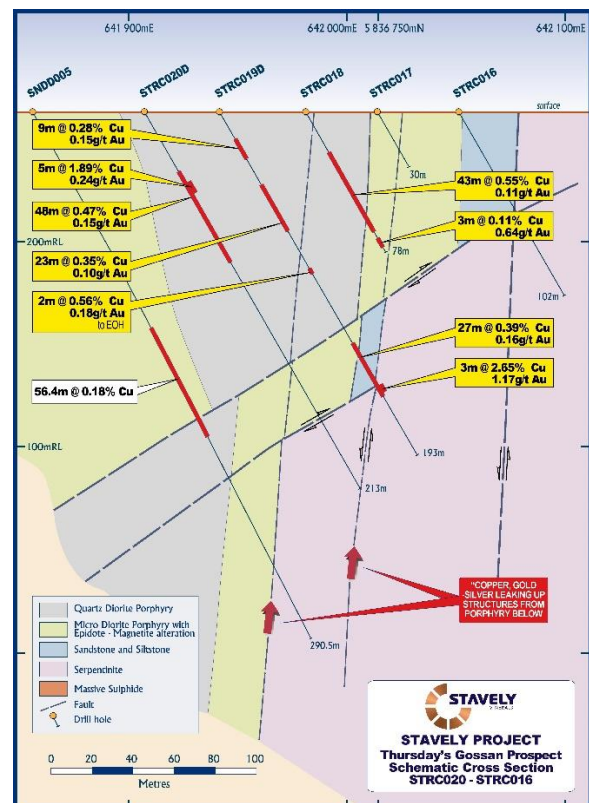 641 900mE
642 000mE 5 836 750mN
642 100mE
SNDD005
STRC020D
STRC019D
STRC018
STRC017
STRC016
surface
9m @ 0.28% Cu
0.15g/t Au
5m @ 1.89% Cu
0.24g/t Au
48m @ 0.47% Cu
0.15g/t Au
23m @ 0.35% Cu
0.10g/t Au
2m @ 0.56% Cu
0.18g/t Au
to EOH
56.4m @ 0.18% Cu
43m @ 0.55% Cu
0.11g/t Au
3m @ 0.11% Cu
0.64g/t Au
27m @ 0.39% Cu
0.16g/t Au
3m @ 2.65% Cu
1.17g/t Au
200mRL
100mRL
30m
78m
102m
193m
213m
290.5m
"COPPER, GOLD
-SILVER LEAKING UP
STRUCTURES FROM
PORPHYRY BELOW
Quartz Diorite Porphyry
Micro Diorite Porphyry with
Epidote - Magnetite alteration
Sandstone and Siltstone
Serpentinite
Massive Sulphide
Fault
Drill hole
0 20 40 60 80 100
Metres
STAVELY
STAVELY PROJECT
Thursday's Gossan Prospect
Schematic Cross Section
STRC020 - STRC016